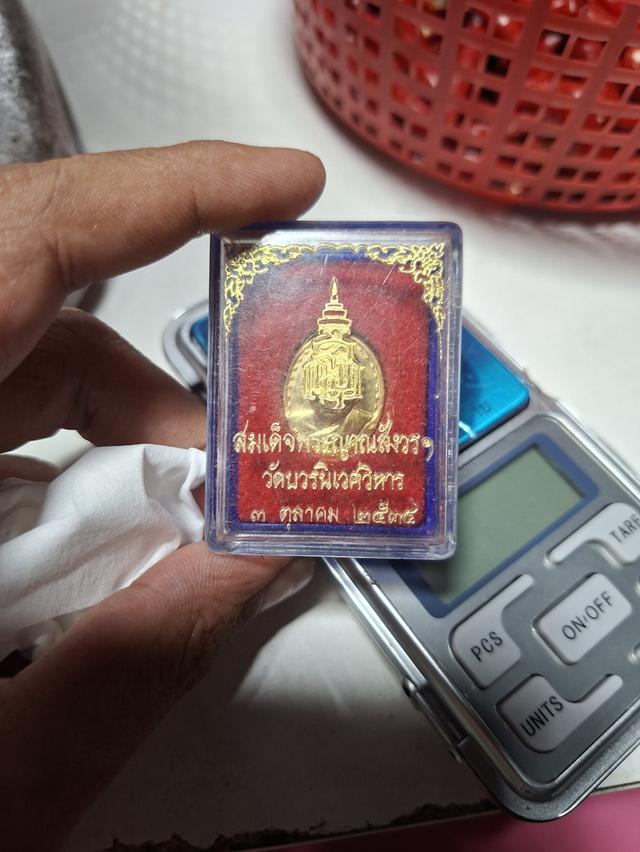 สมเด็จพระญาณสังวรฯ
วัดบวรนิเวศวิหาร
๓ ตุลาคม ๒๕๓๕
TARE
ON/OFF
PCS
UNITS